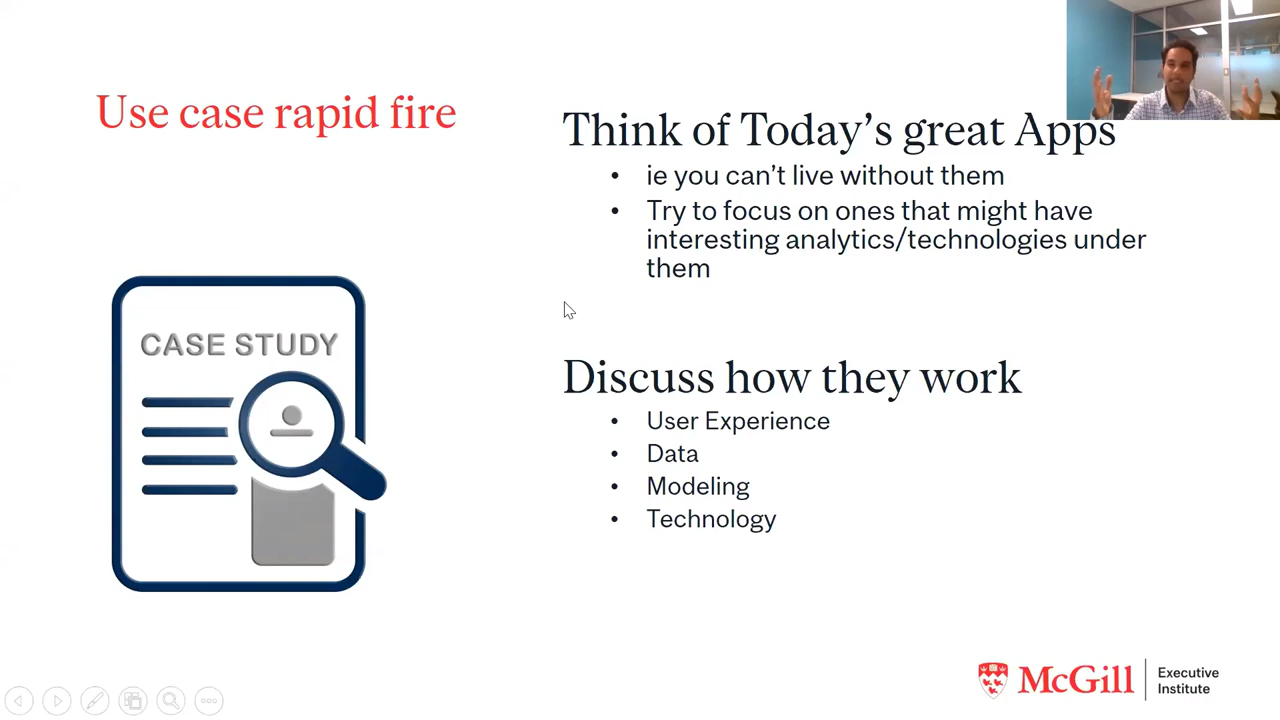 Use case rapid fire
Think of Today's great Apps
• ie you can't live without them
• Try to focus on ones that might have
interesting analytics/technologies under
them
CASE STUDY
Discuss how they work
• User Experience
• Data
• Modeling
• Technology
McGill
Executive
Institute